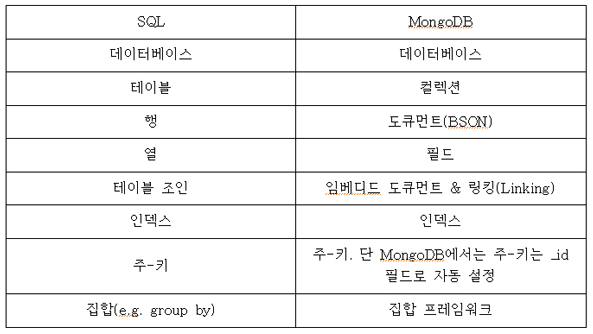 SQL MongoDB
데이터베이스 데이터베이스
테이블 컬렉션
행 도큐먼트(BSON)
열 필드
테이블 조인 임베디드 도큐먼트 & 링킹(Linking)
인덱스 인덱스
주-키 주-키. 단 MongoDB에서는 주-키는 _id
필드로 자동 설정
집합(e.g. group by) 집합 프레임워크